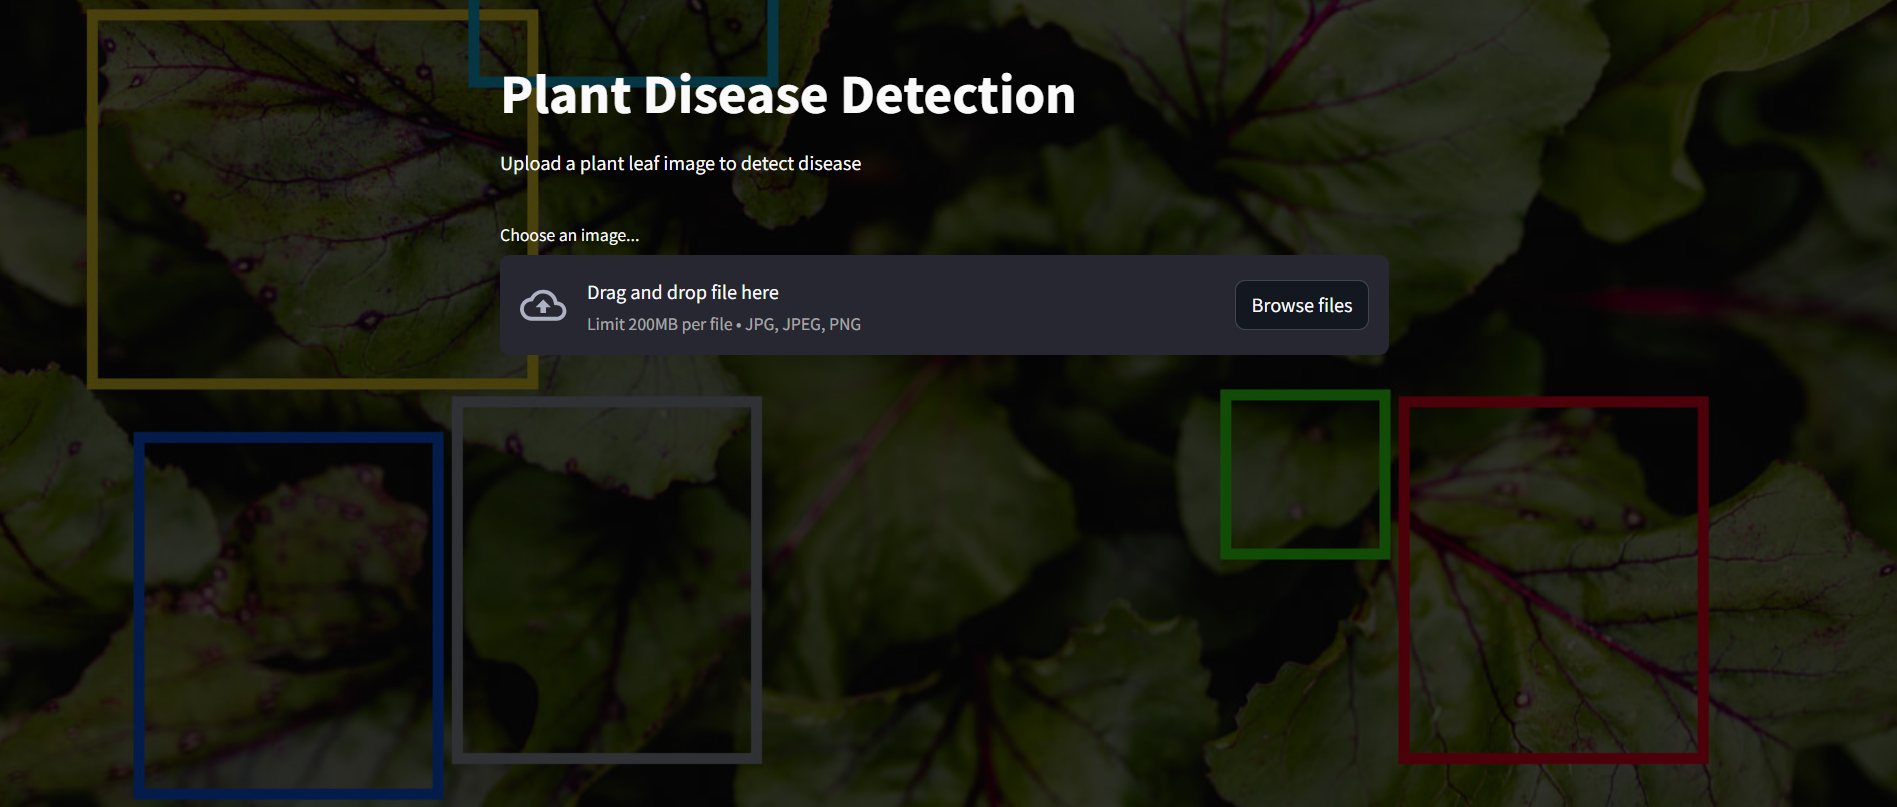 Plant Disease Detection
Upload a plant leaf image to detect disease
Choose an image...
Drag and drop file here
Limit 200MB per file • JPG, JPEG, PNG
Browse files